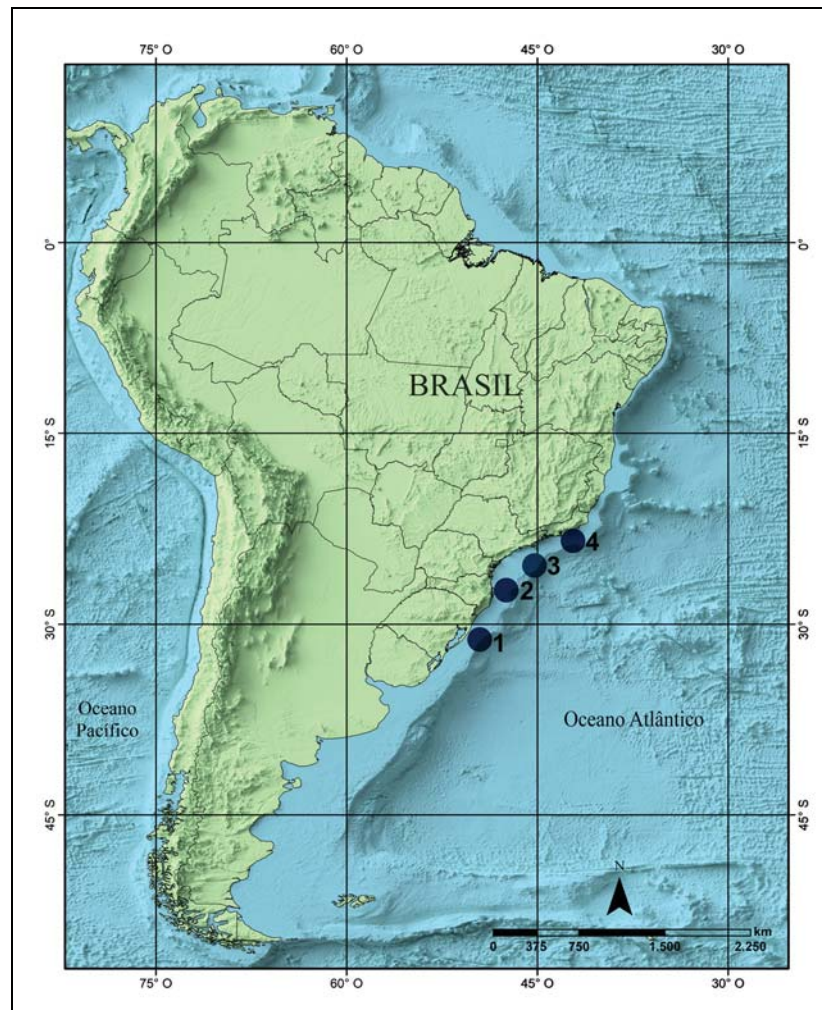 75° O 60° O 45° O 30° O
0° 0°
BRASIL
15°S 15°S
4
3
2
30°S 30°S
1
Oceano
Pacífico
Oceano Atlântico
45°S 45°S
N
km
0 375 750 1.500 2.250
75° O 60° O 45° O 30° O